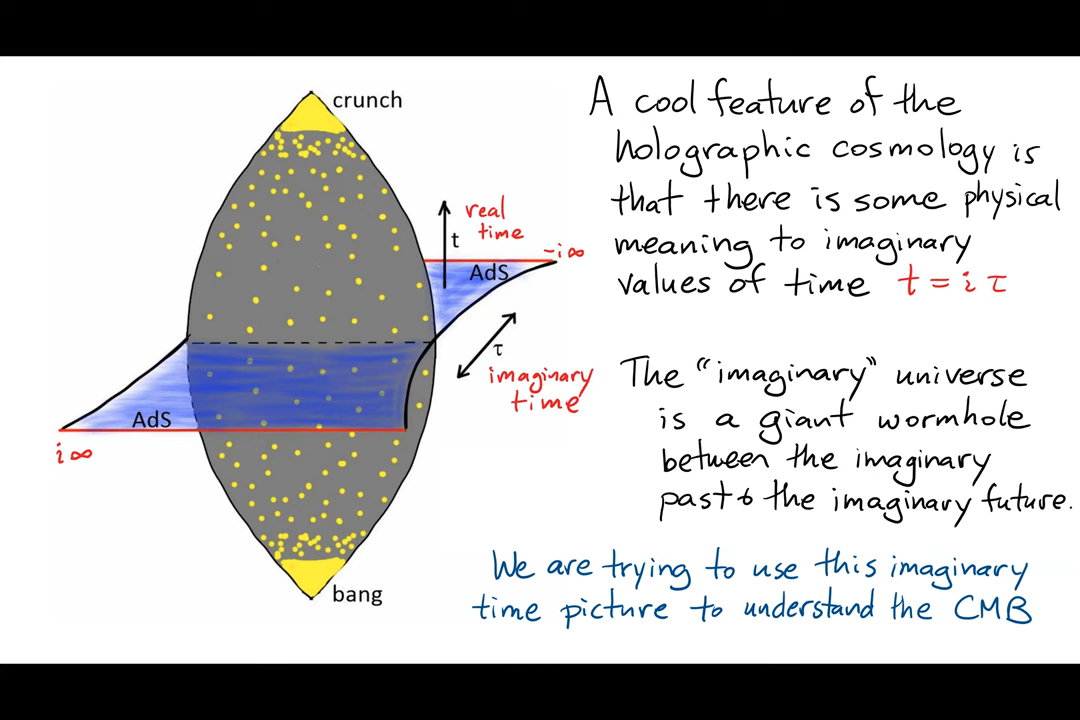 crunch
real
time
t
-i∞
AdS
τ
imaginary
time
AdS
i∞
bang
A cool feature of the
holographic cosmology is
that there is some physical
meaning to imaginary
values of time t = i τ
The "imaginary" universe
is a giant wormhole
between the imaginary
past to the imaginary future.
We are trying to use this imaginary
time picture to understand the CMB